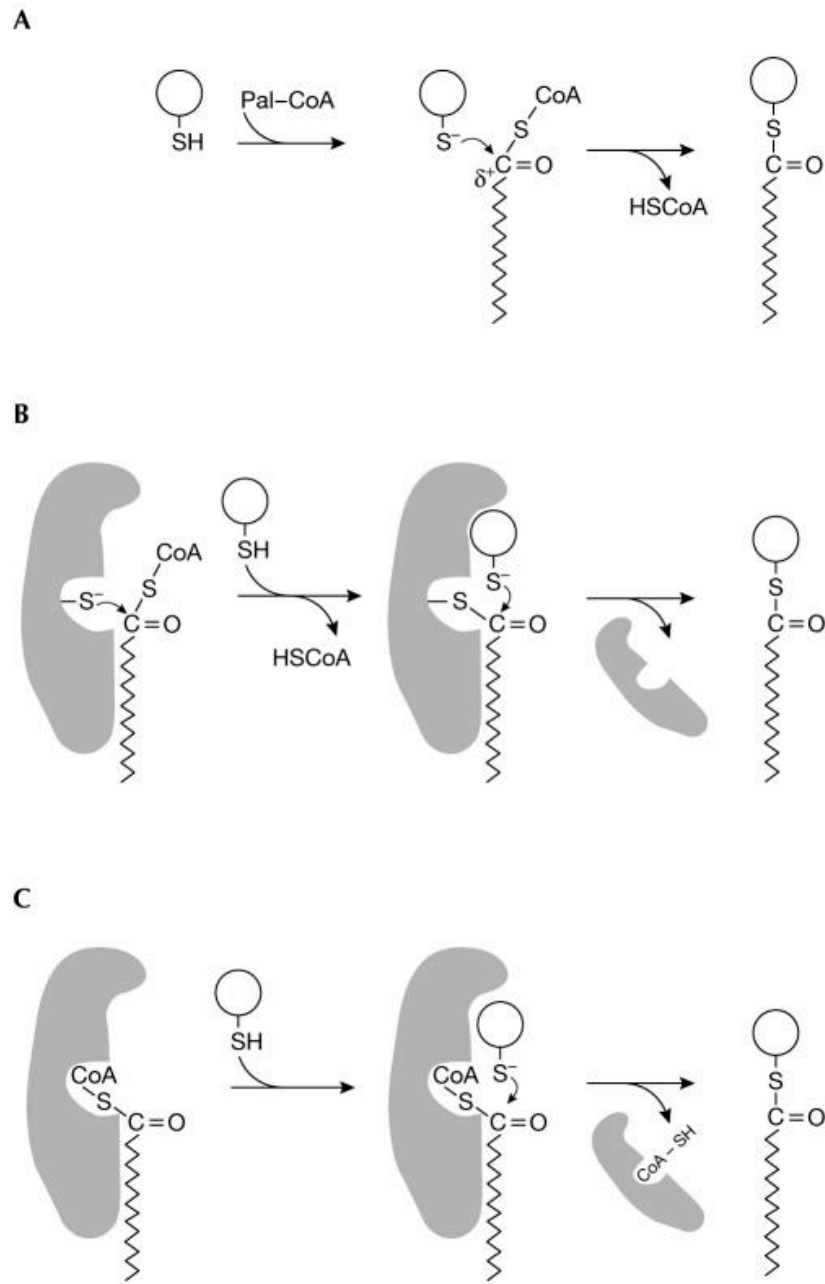 A
Pal–CoA
SH
CoA
S⁻
S
δ⁺ C = O
HSCoA
S
C = O
B
CoA
S
S⁻
C = O
SH
HSCoA
S⁻
S
C = O
S
C = O
C
CoA
S
C = O
SH
CoA
S⁻
S
C = O
CoA – SH
S
C = O